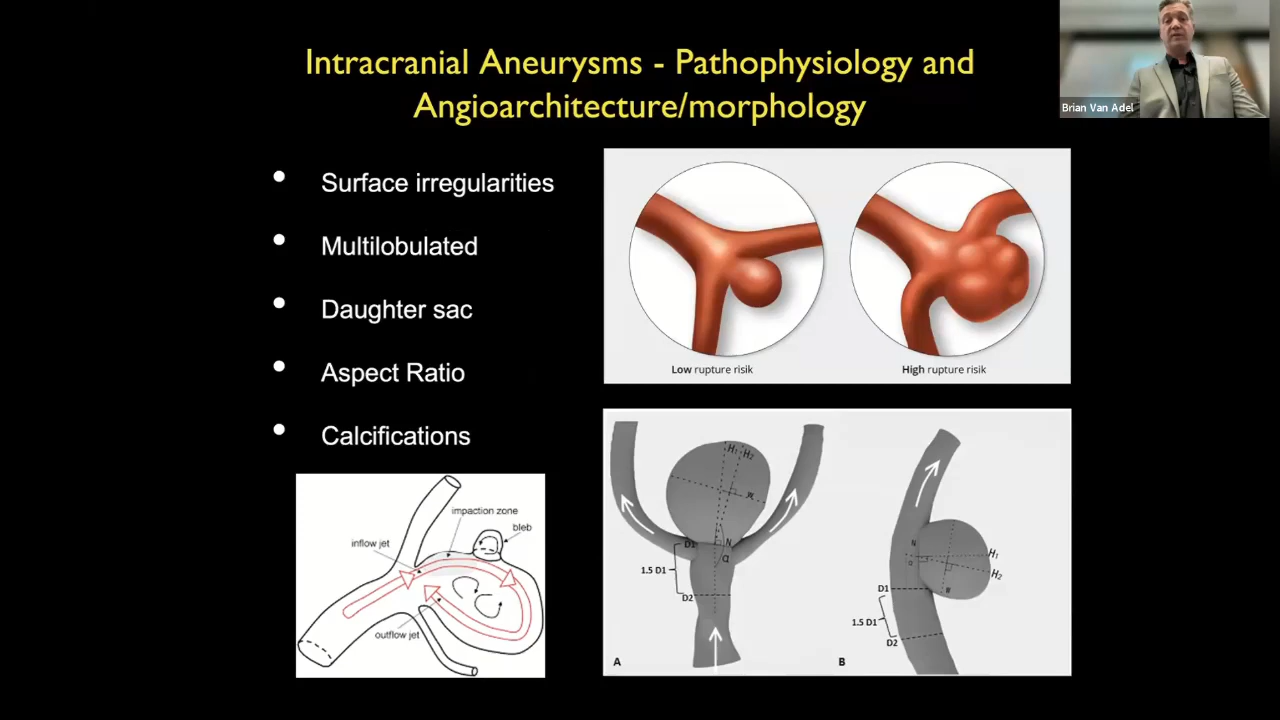 Intracranial Aneurysms - Pathophysiology and
Angioarchitecture/morphology
Brian Van Adel
• Surface irregularities
• Multilobulated
• Daughter sac
• Aspect Ratio
• Calcifications
Low rupture risik
High rupture risik
impaction zone
bleb
inflow jet
outflow jet
H1 H2
W
D1
N
α
1.5 D1
D2
A
N
H1
α
H2
W
D1
1.5 D1
D2
B